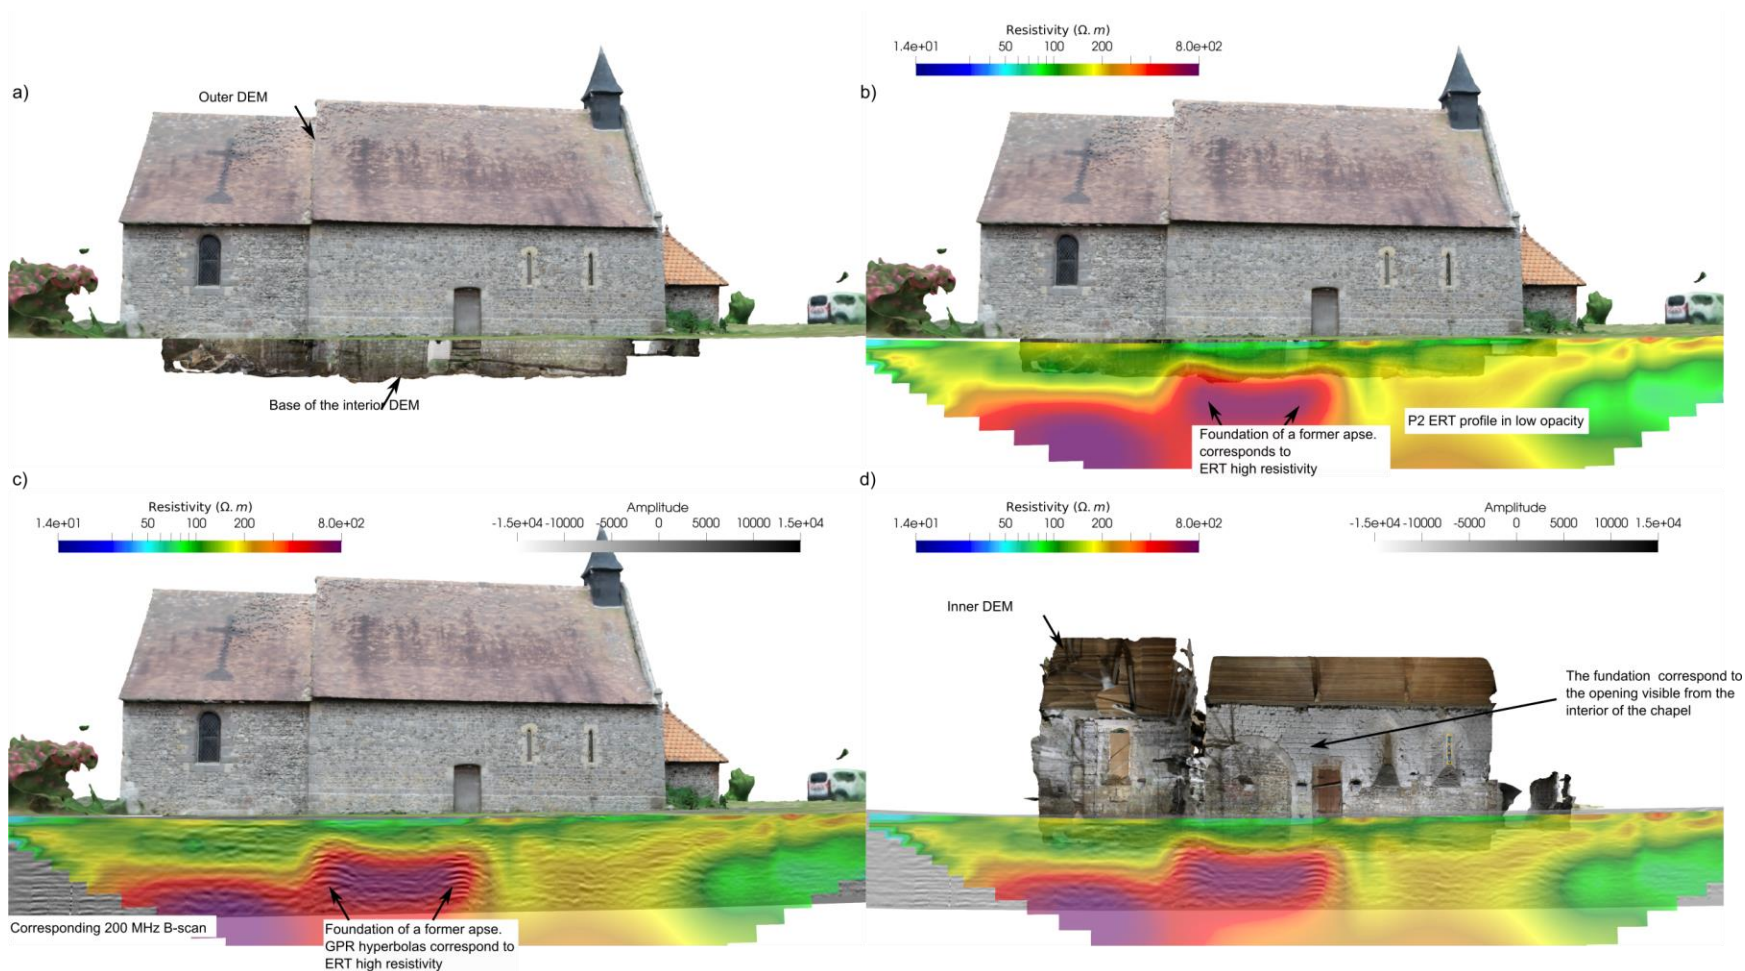 a)
Outer DEM
Base of the interior DEM
b)
Resistivity (Ω. m)
1.4e+01 50 100 200 8.0e+02
P2 ERT profile in low opacity
Foundation of a former apse.
corresponds to
ERT high resistivity
c)
Resistivity (Ω. m)
1.4e+01 50 100 200 8.0e+02
Amplitude
-1.5e+04 -10000 -5000 0 5000 10000 1.5e+04
Corresponding 200 MHz B-scan
Foundation of a former apse.
GPR hyperbolas correspond to
ERT high resistivity
d)
Resistivity (Ω. m)
1.4e+01 50 100 200 8.0e+02
Amplitude
-1.5e+04 -10000 -5000 0 5000 10000 1.5e+04
Inner DEM
The fundation correspond to
the opening visible from the
interior of the chapel